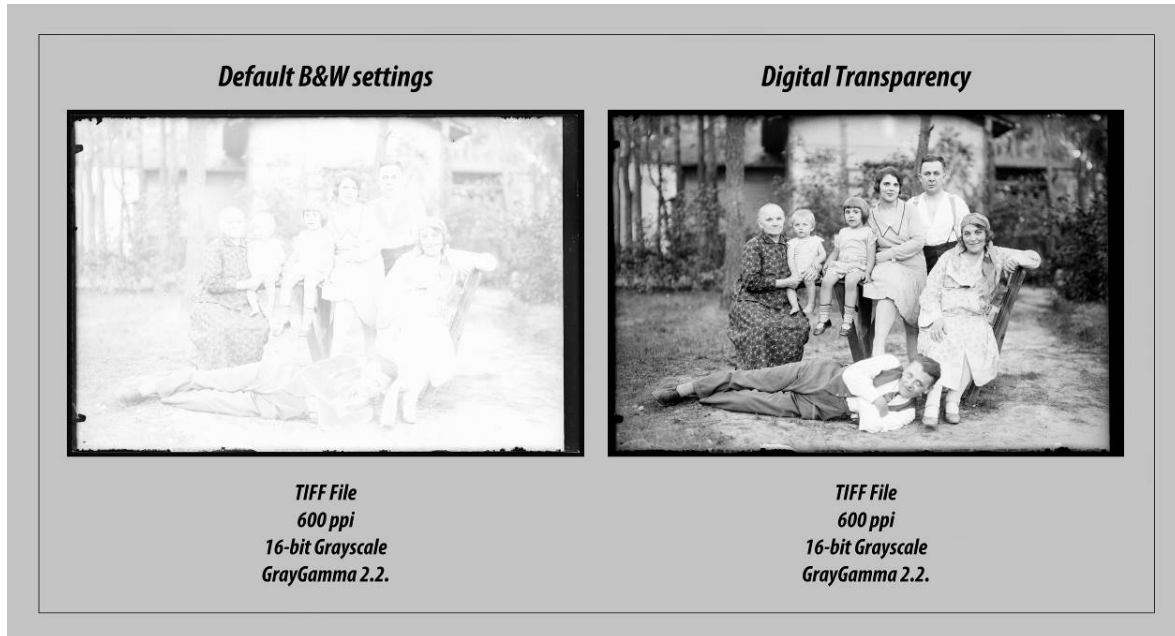 Default B&W settings
Digital Transparency
TIFF File
600 ppi
16-bit Grayscale
GrayGamma 2.2.
TIFF File
600 ppi
16-bit Grayscale
GrayGamma 2.2.